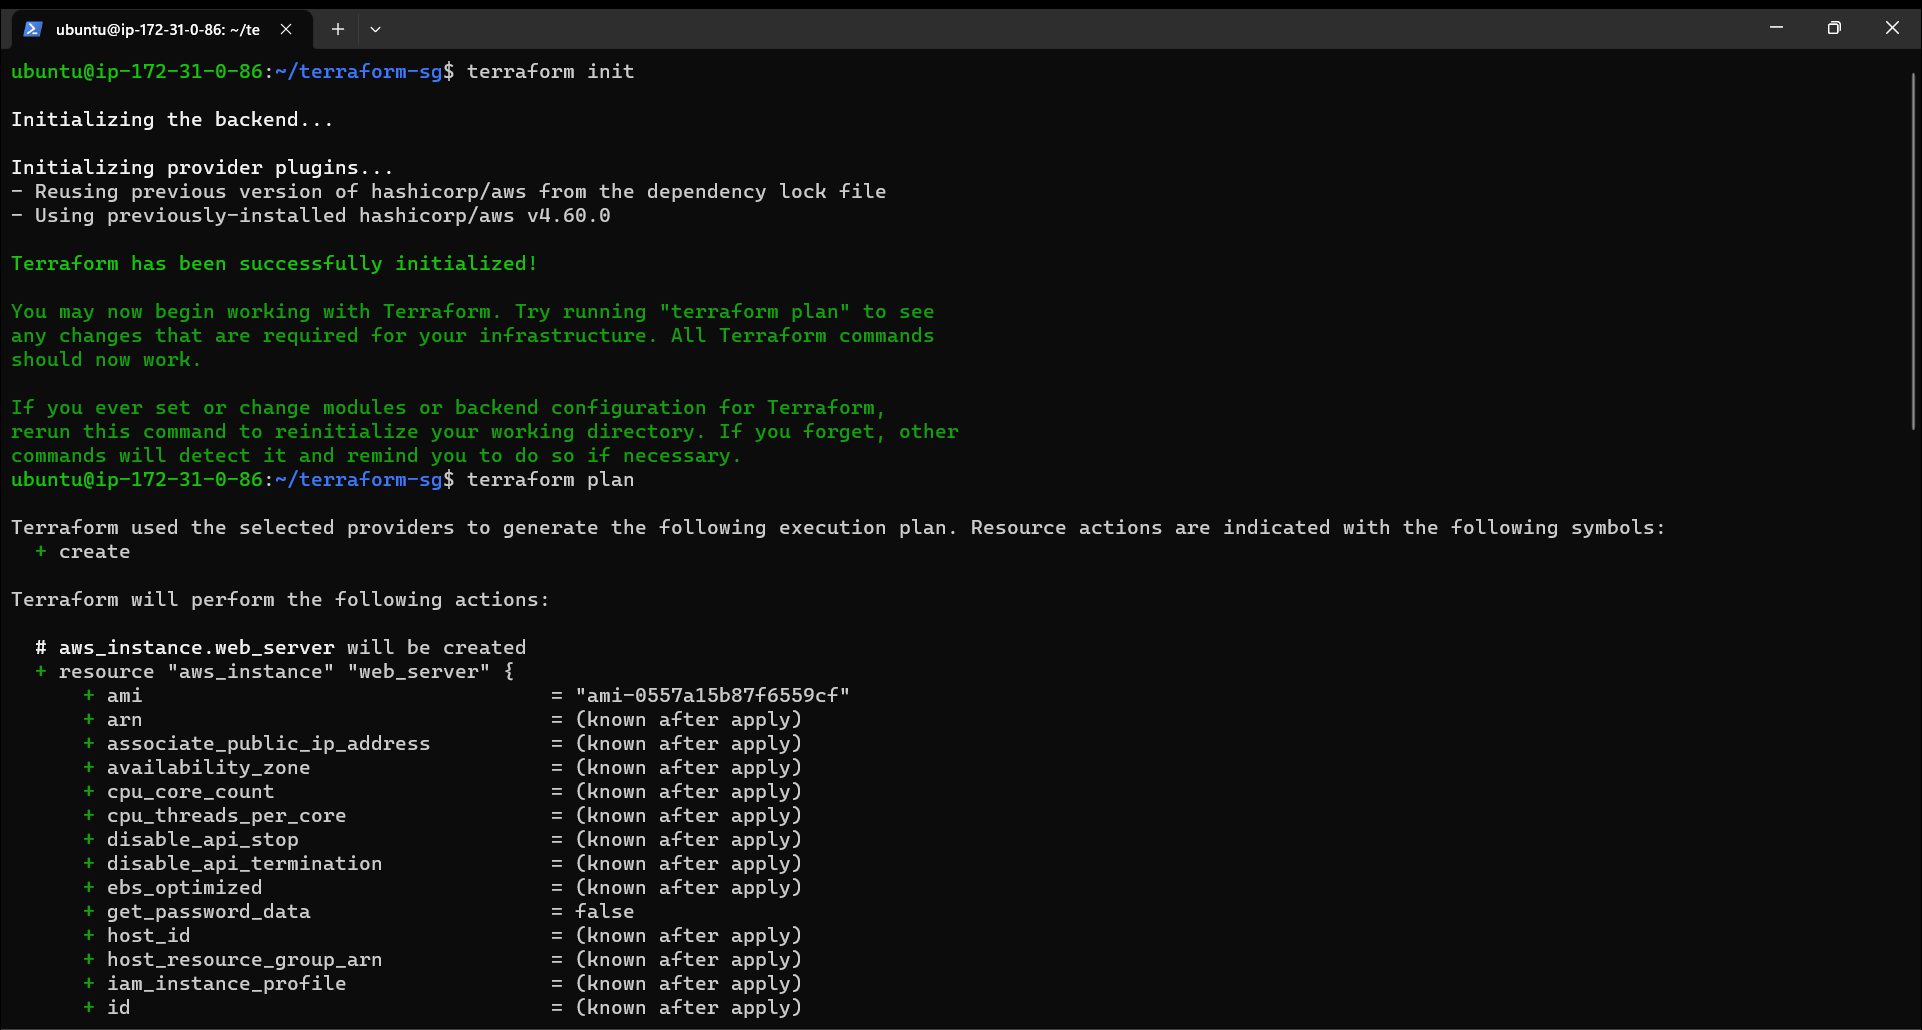 ubuntu@ip-172-31-0-86: ~/te
ubuntu@ip-172-31-0-86:~/terraform-sg$ terraform init
Initializing the backend...
Initializing provider plugins...
- Reusing previous version of hashicorp/aws from the dependency lock file
- Using previously-installed hashicorp/aws v4.60.0
Terraform has been successfully initialized!
You may now begin working with Terraform. Try running "terraform plan" to see
any changes that are required for your infrastructure. All Terraform commands
should now work.
If you ever set or change modules or backend configuration for Terraform,
rerun this command to reinitialize your working directory. If you forget, other
commands will detect it and remind you to do so if necessary.
ubuntu@ip-172-31-0-86:~/terraform-sg$ terraform plan
Terraform used the selected providers to generate the following execution plan. Resource actions are indicated with the following symbols:
  + create
Terraform will perform the following actions:
  # aws_instance.web_server will be created
  + resource "aws_instance" "web_server" {
      + ami                                  = "ami-0557a15b87f6559cf"
      + arn                                  = (known after apply)
      + associate_public_ip_address          = (known after apply)
      + availability_zone                    = (known after apply)
      + cpu_core_count                       = (known after apply)
      + cpu_threads_per_core                 = (known after apply)
      + disable_api_stop                     = (known after apply)
      + disable_api_termination              = (known after apply)
      + ebs_optimized                        = (known after apply)
      + get_password_data                    = false
      + host_id                              = (known after apply)
      + host_resource_group_arn              = (known after apply)
      + iam_instance_profile                 = (known after apply)
      + id                                   = (known after apply)